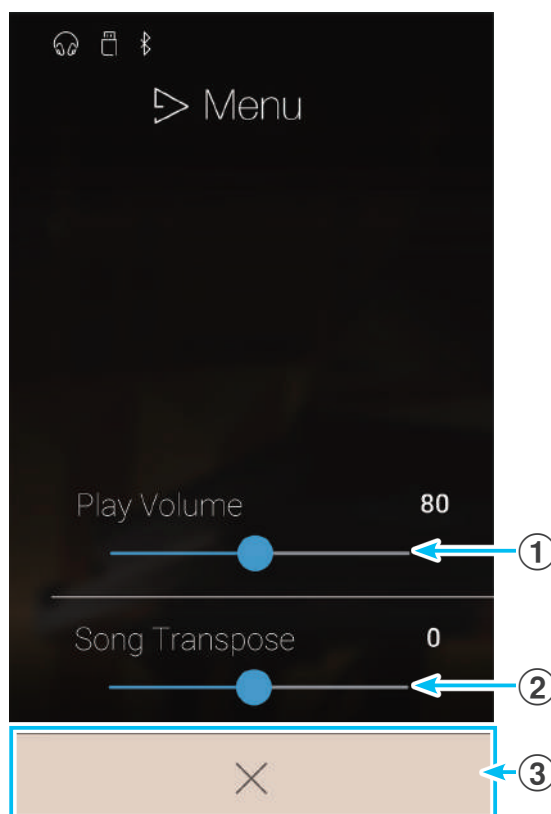 Menu
Play Volume 80
①
Song Transpose 0
②
③